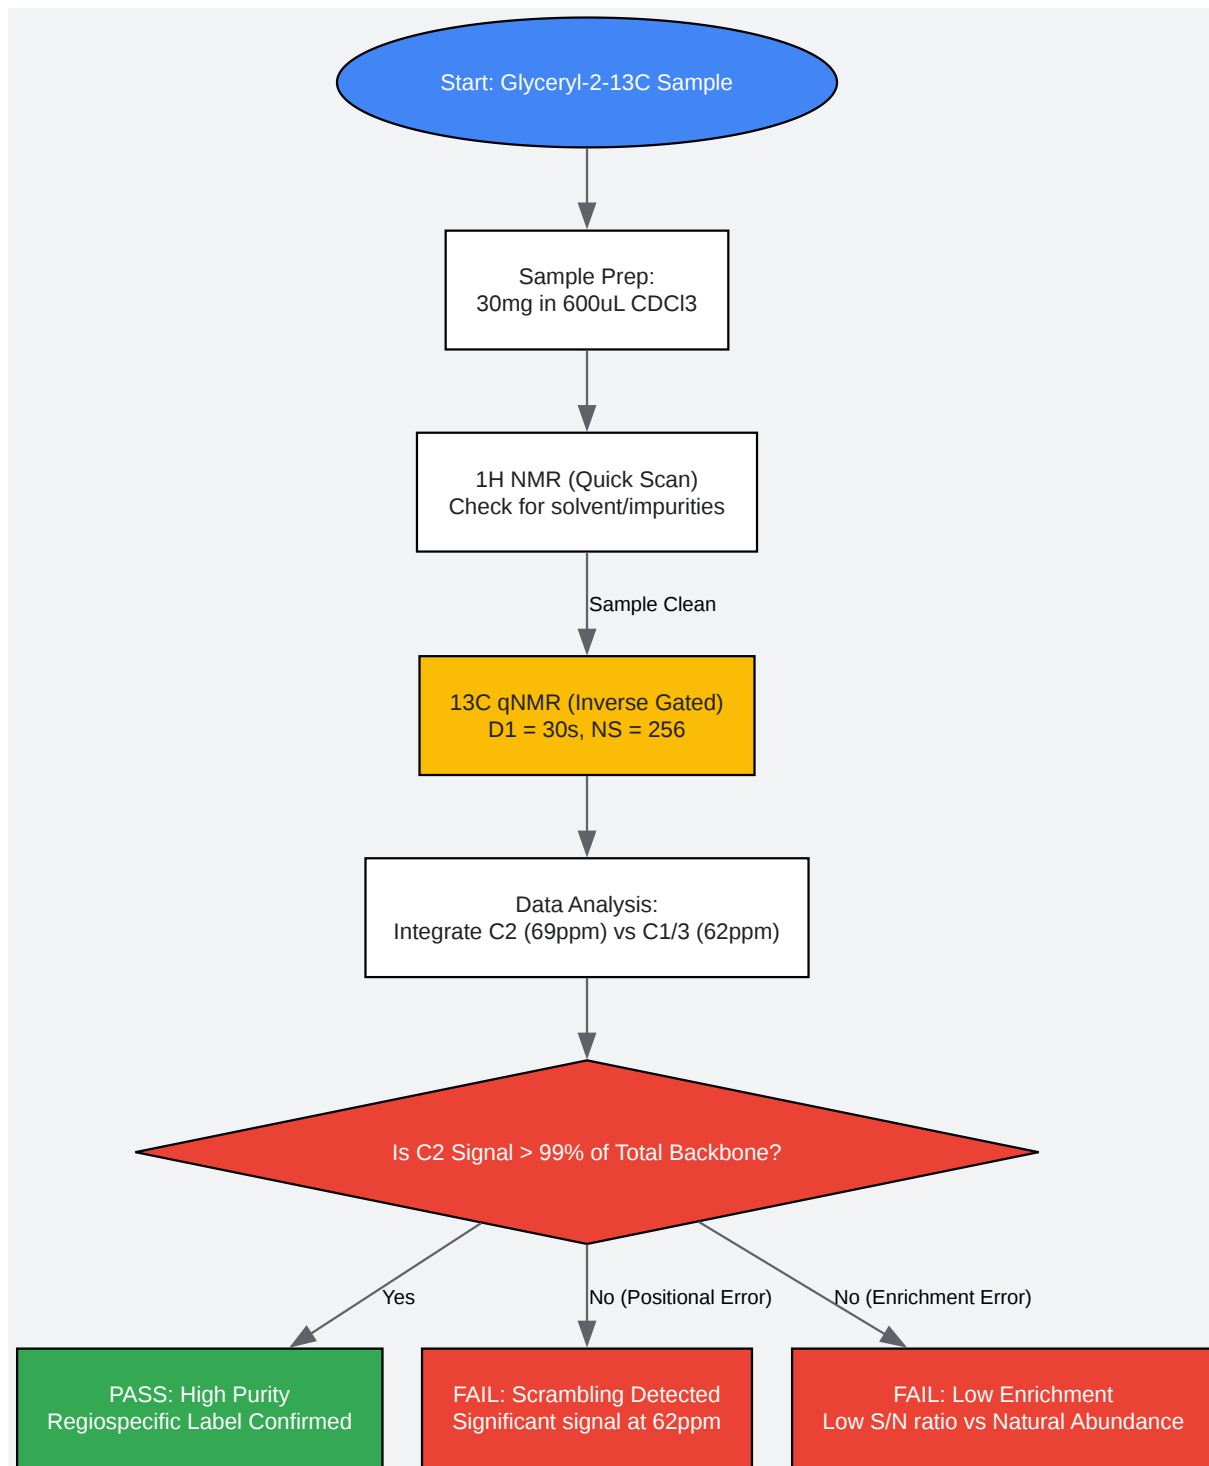 Start: Glyceryl-2-13C Sample
Sample Prep:
30mg in 600uL CDCl3
1H NMR (Quick Scan)
Check for solvent/impurities
Sample Clean
13C qNMR (Inverse Gated)
D1 = 30s, NS = 256
Data Analysis:
Integrate C2 (69ppm) vs C1/3 (62ppm)
Is C2 Signal > 99% of Total Backbone?
Yes
No (Positional Error)
No (Enrichment Error)
PASS: High Purity
Regiospecific Label Confirmed
FAIL: Scrambling Detected
Significant signal at 62ppm
FAIL: Low Enrichment
Low S/N ratio vs Natural Abundance